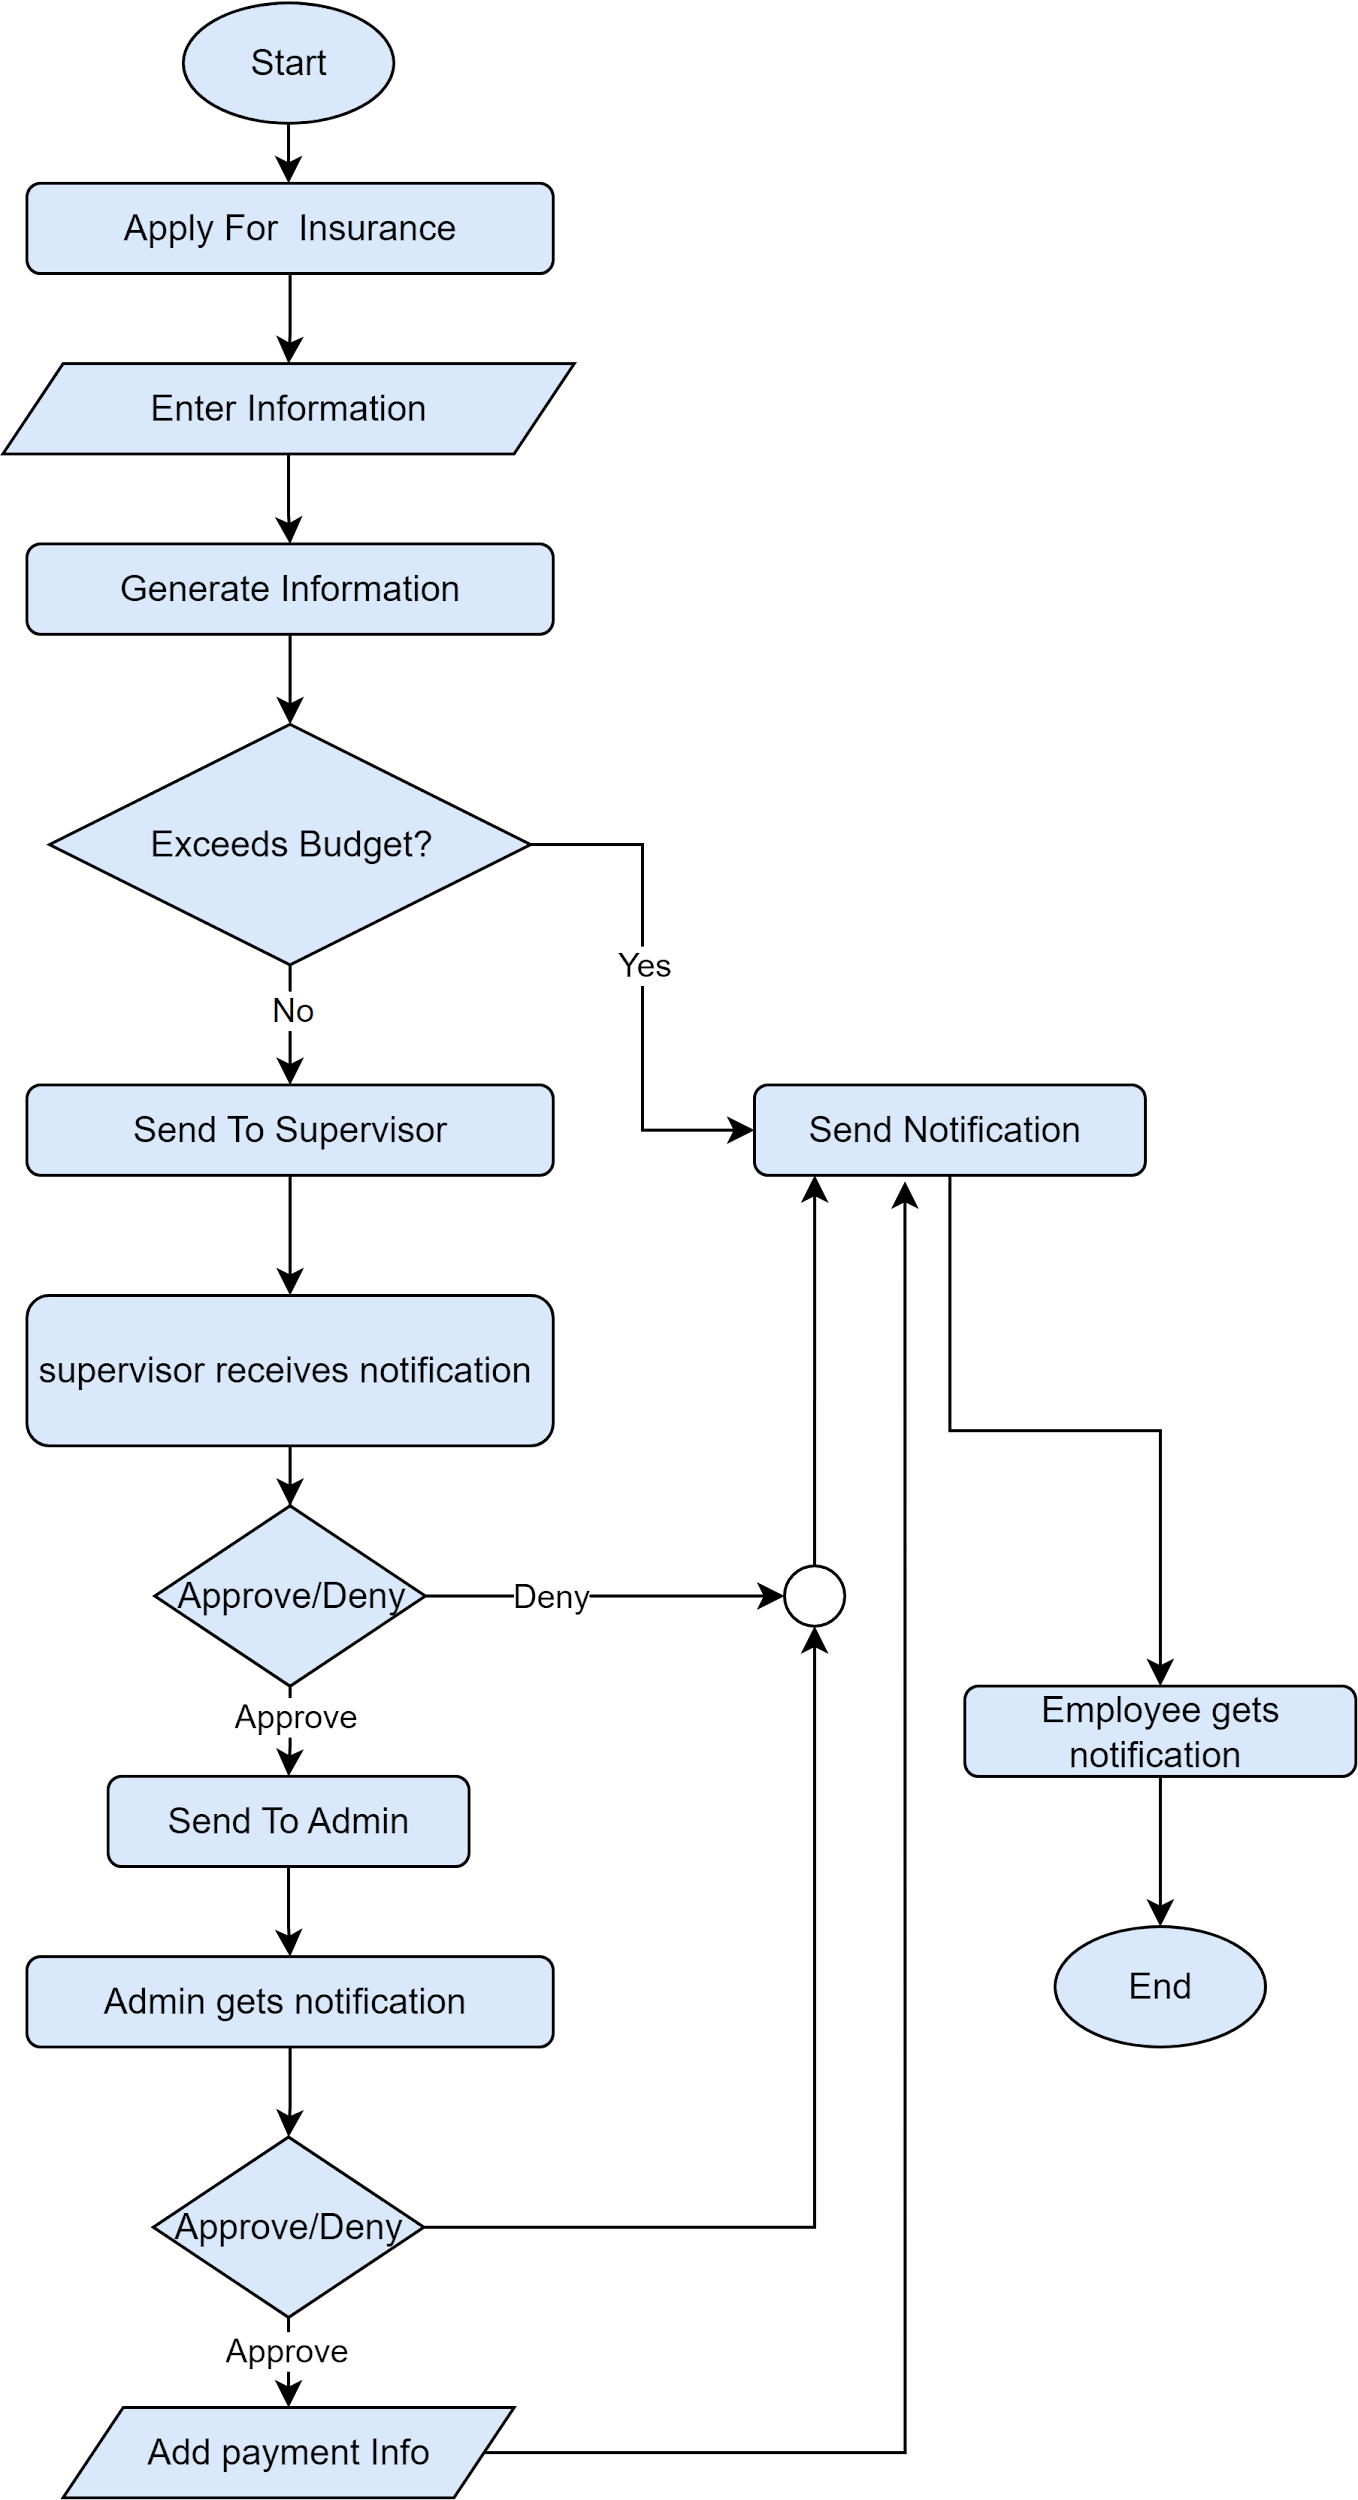 Start
Apply For  Insurance
Enter Information
Generate Information
Exceeds Budget?
Yes
No
Send To Supervisor
Send Notification
supervisor receives notification
Approve/Deny
Deny
Approve
Employee gets
notification
Send To Admin
End
Admin gets notification
Approve/Deny
Approve
Add payment Info